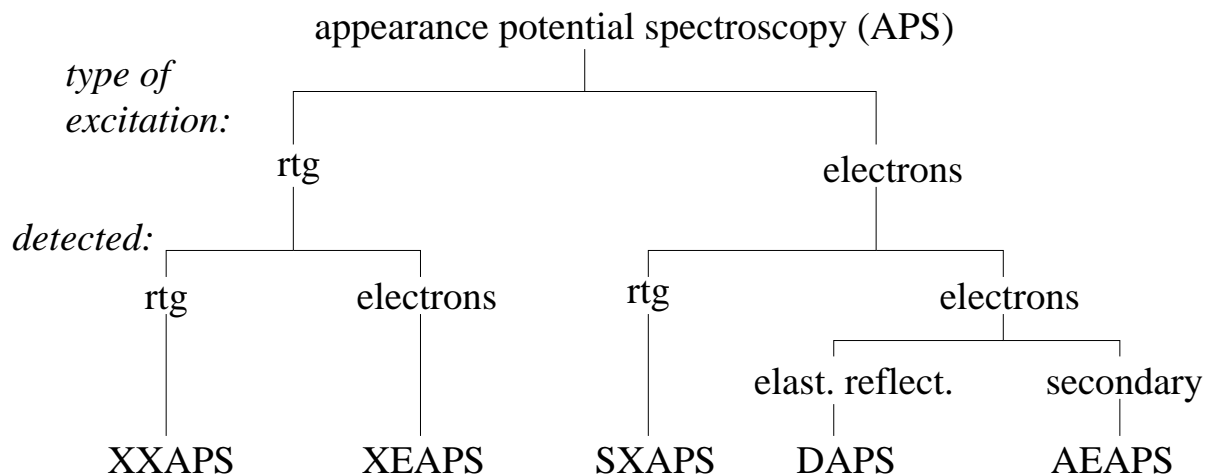 appearance potential spectroscopy (APS)
type of
excitation:
rtg electrons
detected:
rtg electrons rtg electrons
elast. reflect. secondary
XXAPS XEAPS SXAPS DAPS AEAPS